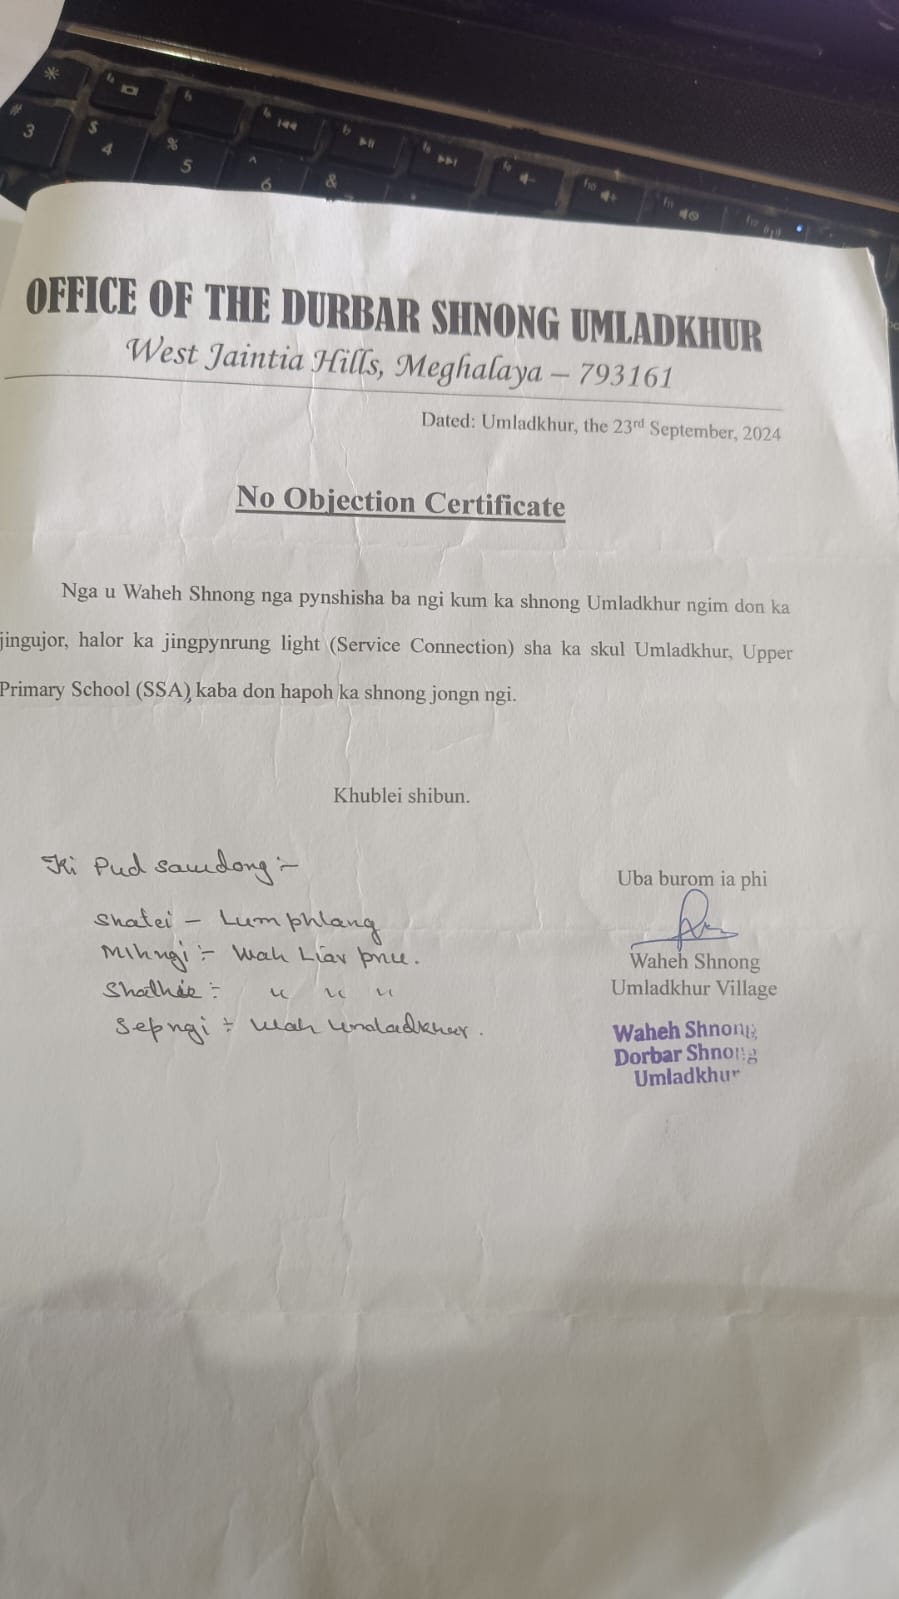 OFFICE OF THE DURBAR SHNONG UMLADKHUR
West Jaintia Hills, Meghalaya – 793161
Dated: Umladkhur, the 23rd September, 2024
No Objection Certificate
Nga u Waheh Shnong nga pynshisha ba ngi kum ka shnong Umladkhur ngim don ka
jingujor, halor ka jingpynrung light (Service Connection) sha ka skul Umladkhur, Upper
Primary School (SSA), kaba don hapoh ka shnong jongn ngi.
Khublei shibun.
Ki Pud sawdong :-
Shatei – Lumphlang
Mihngi :- Wah Liar
Shathie :- " " "
Sepngi :- Wah Umladkhur.
Uba burom ia phi
Waheh Shnong
Umladkhur Village
Waheh Shnong
Dorbar Shnong
Umladkhur